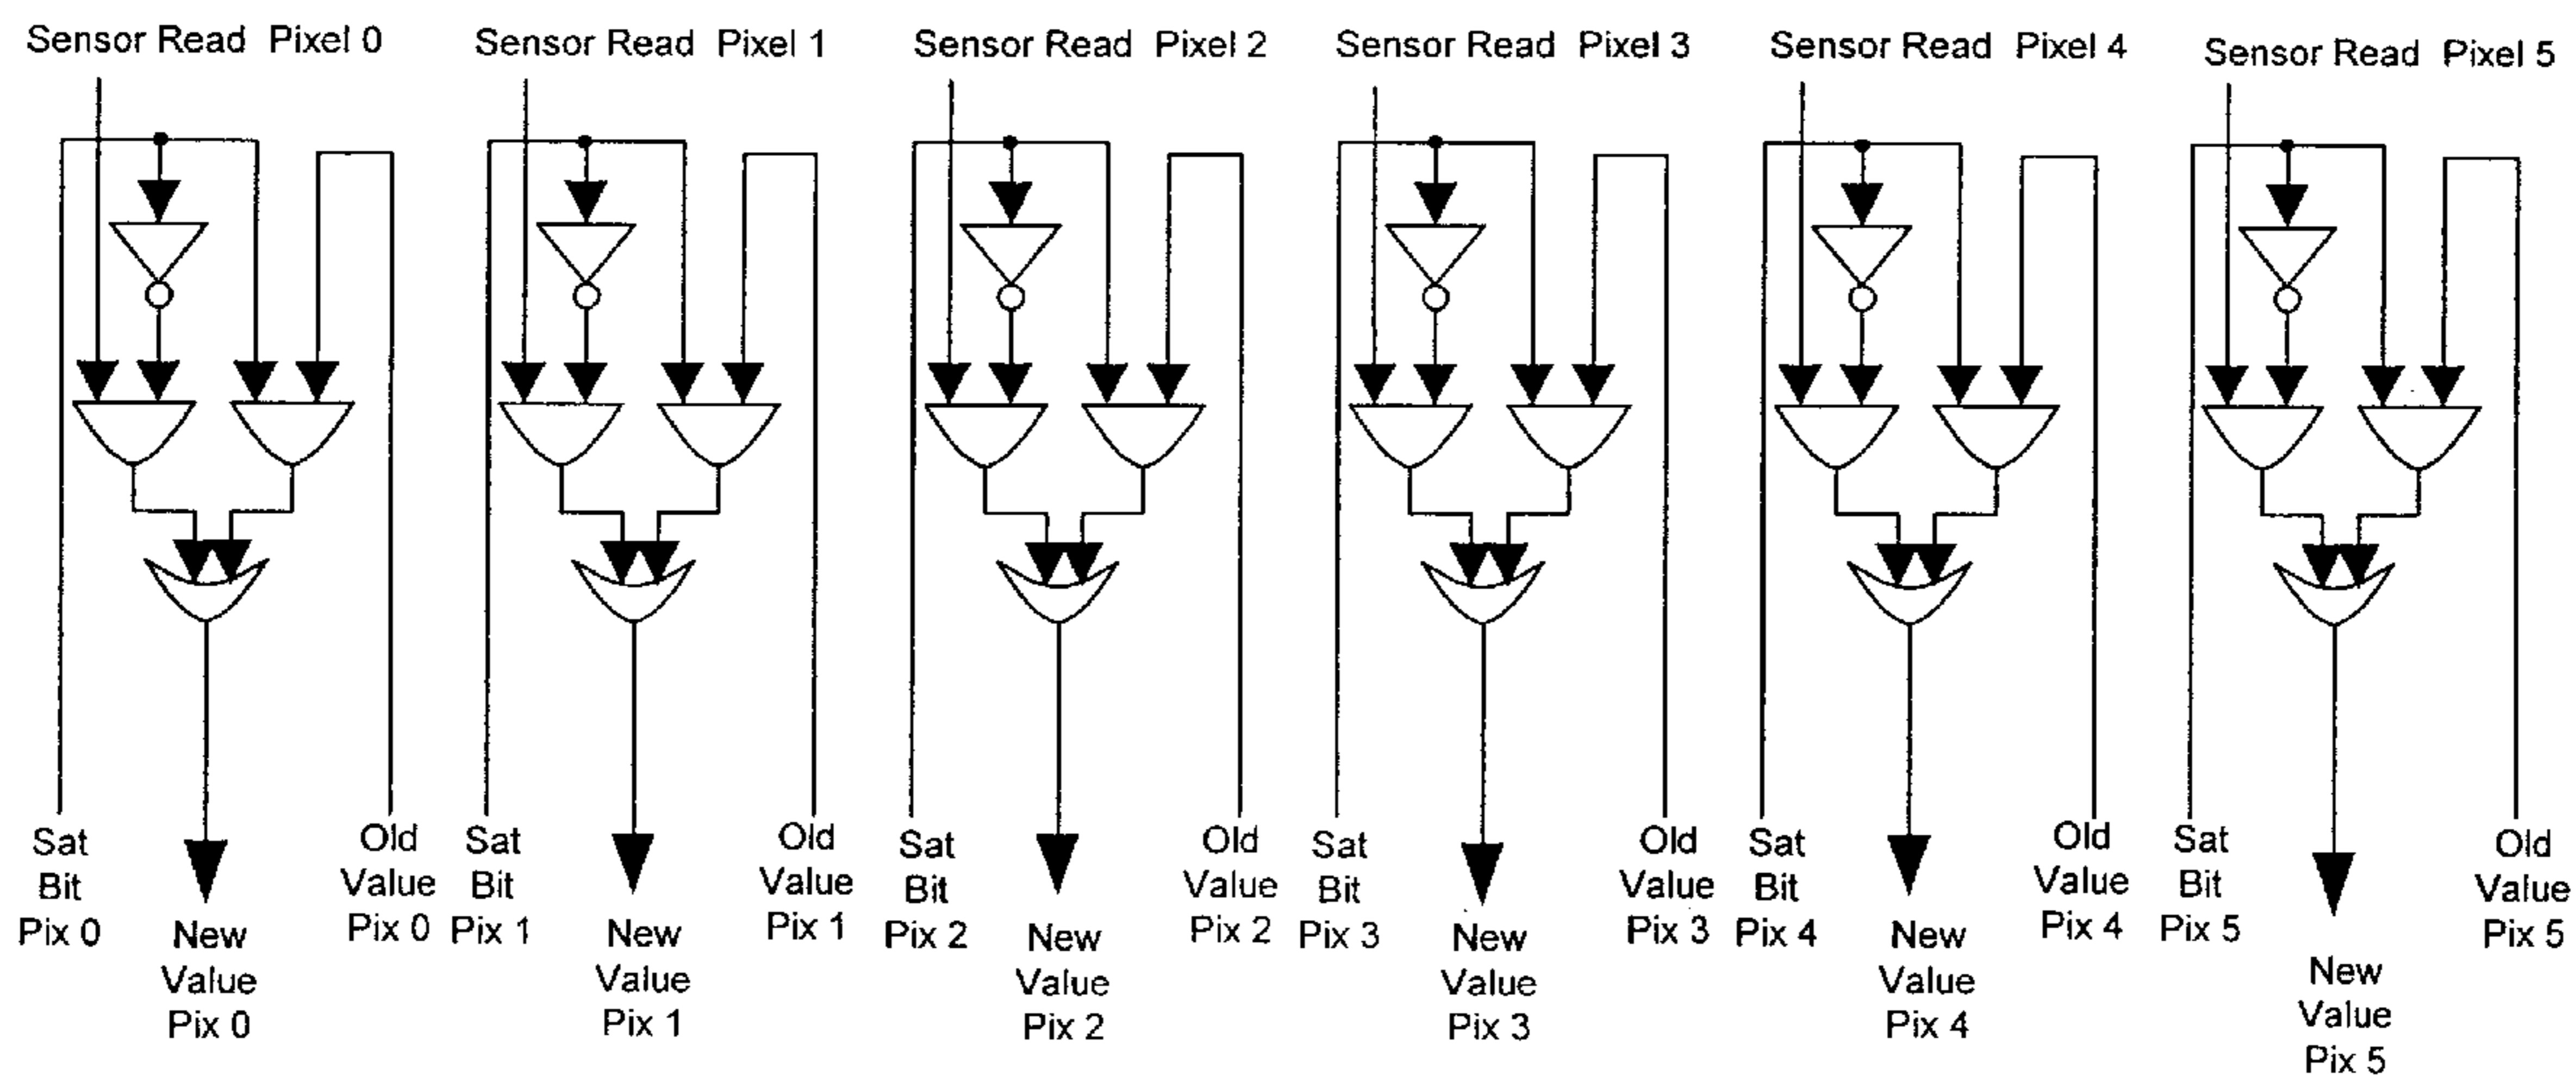 Sensor Read Pixel 0
Sensor Read Pixel 1
Sensor Read Pixel 2
Sensor Read Pixel 3
Sensor Read Pixel 4
Sensor Read Pixel 5
Sat
Bit
Pix 0
New
Value
Pix 0
Old
Value
Pix 0
Sat
Bit
Pix 1
New
Value
Pix 1
Old
Value
Pix 1
Sat
Bit
Pix 2
New
Value
Pix 2
Old
Value
Pix 2
Sat
Bit
Pix 3
New
Value
Pix 3
Old
Value
Pix 3
Sat
Bit
Pix 4
New
Value
Pix 4
Old
Value
Pix 4
Sat
Bit
Pix 5
New
Value
Pix 5
Old
Value
Pix 5